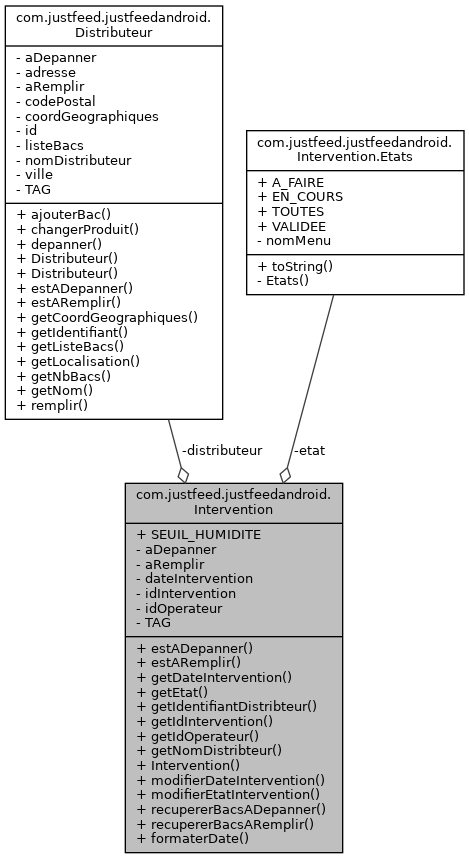 com.justfeed.justfeedandroid.
Distributeur
- aDepanner
- adresse
- aRemplir
- codePostal
- coordGeographiques
- id
- listeBacs
- nomDistributeur
- ville
- TAG
+ ajouterBac()
+ changerProduit()
+ depanner()
+ Distributeur()
+ Distributeur()
+ estADepanner()
+ estARemplir()
+ getCoordGeographiques()
+ getIdentifiant()
+ getListeBacs()
+ getLocalisation()
+ getNbBacs()
+ getNom()
+ remplir()
com.justfeed.justfeedandroid.
Intervention.Etats
+ A_FAIRE
+ EN_COURS
+ TOUTES
+ VALIDEE
- nomMenu
+ toString()
- Etats()
-distributeur
-etat
com.justfeed.justfeedandroid.
Intervention
+ SEUIL_HUMIDITE
- aDepanner
- aRemplir
- dateIntervention
- idIntervention
- idOperateur
- TAG
+ estADepanner()
+ estARemplir()
+ getDateIntervention()
+ getEtat()
+ getIdentifiantDistribteur()
+ getIdIntervention()
+ getIdOperateur()
+ getNomDistribteur()
+ Intervention()
+ modifierDateIntervention()
+ modifierEtatIntervention()
+ recupererBacsADepanner()
+ recupererBacsARemplir()
+ formaterDate()